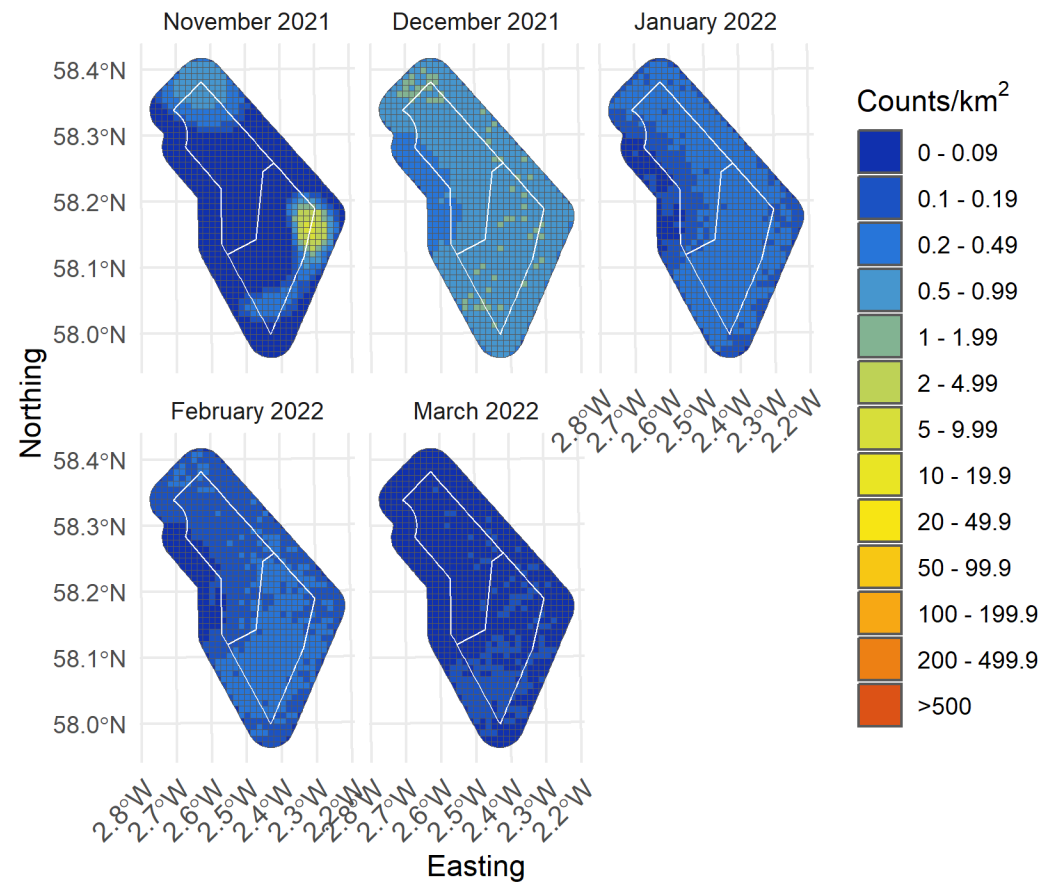 November 2021
December 2021
January 2022
58.4°N
58.3°N
58.2°N
58.1°N
58.0°N
2.8°W
2.7°W
2.6°W
2.5°W
2.4°W
2.3°W
2.2°W
February 2022
March 2022
58.4°N
58.3°N
58.2°N
58.1°N
58.0°N
2.8°W
2.7°W
2.6°W
2.5°W
2.4°W
2.3°W
2.2°W
2.8°W
2.7°W
2.6°W
2.5°W
2.4°W
2.3°W
2.2°W
Northing
Easting
Counts/km²
0 - 0.09
0.1 - 0.19
0.2 - 0.49
0.5 - 0.99
1 - 1.99
2 - 4.99
5 - 9.99
10 - 19.9
20 - 49.9
50 - 99.9
100 - 199.9
200 - 499.9
>500